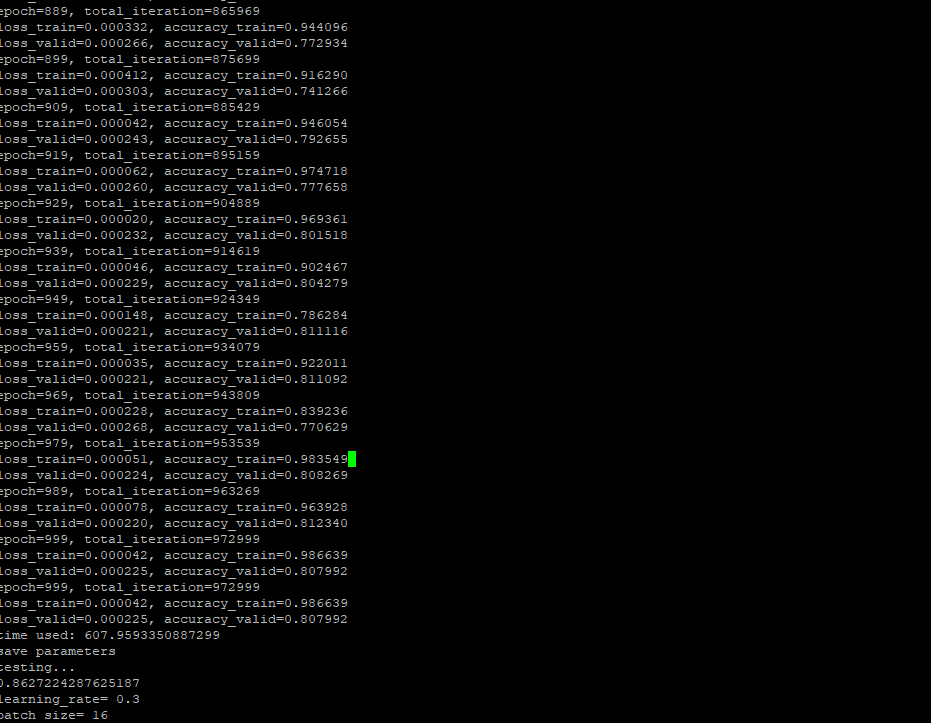 epoch=889, total_iteration=865969
loss_train=0.000332, accuracy_train=0.944096
loss_valid=0.000266, accuracy_valid=0.772934
epoch=899, total_iteration=875699
loss_train=0.000412, accuracy_train=0.916290
loss_valid=0.000303, accuracy_valid=0.741266
epoch=909, total_iteration=885429
loss_train=0.000042, accuracy_train=0.946054
loss_valid=0.000243, accuracy_valid=0.792655
epoch=919, total_iteration=895159
loss_train=0.000062, accuracy_train=0.974718
loss_valid=0.000260, accuracy_valid=0.777658
epoch=929, total_iteration=904889
loss_train=0.000020, accuracy_train=0.969361
loss_valid=0.000232, accuracy_valid=0.801518
epoch=939, total_iteration=914619
loss_train=0.000046, accuracy_train=0.902467
loss_valid=0.000229, accuracy_valid=0.804279
epoch=949, total_iteration=924349
loss_train=0.000148, accuracy_train=0.786284
loss_valid=0.000221, accuracy_valid=0.811116
epoch=959, total_iteration=934079
loss_train=0.000035, accuracy_train=0.922011
loss_valid=0.000221, accuracy_valid=0.811092
epoch=969, total_iteration=943809
loss_train=0.000228, accuracy_train=0.839236
loss_valid=0.000268, accuracy_valid=0.770629
epoch=979, total_iteration=953539
loss_train=0.000051, accuracy_train=0.983549
loss_valid=0.000224, accuracy_valid=0.808269
epoch=989, total_iteration=963269
loss_train=0.000078, accuracy_train=0.963928
loss_valid=0.000220, accuracy_valid=0.812340
epoch=999, total_iteration=972999
loss_train=0.000042, accuracy_train=0.986639
loss_valid=0.000225, accuracy_valid=0.807992
epoch=999, total_iteration=972999
loss_train=0.000042, accuracy_train=0.986639
loss_valid=0.000225, accuracy_valid=0.807992
time used: 607.9593350887299
save parameters
testing...
0.8627224287625187
learning_rate= 0.3
batch size= 16